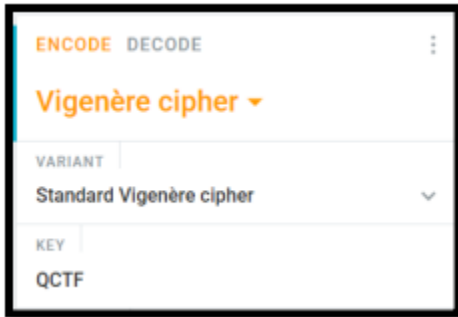 ENCODE DECODE
Vigenère cipher
VARIANT
Standard Vigenère cipher
KEY
QCTF